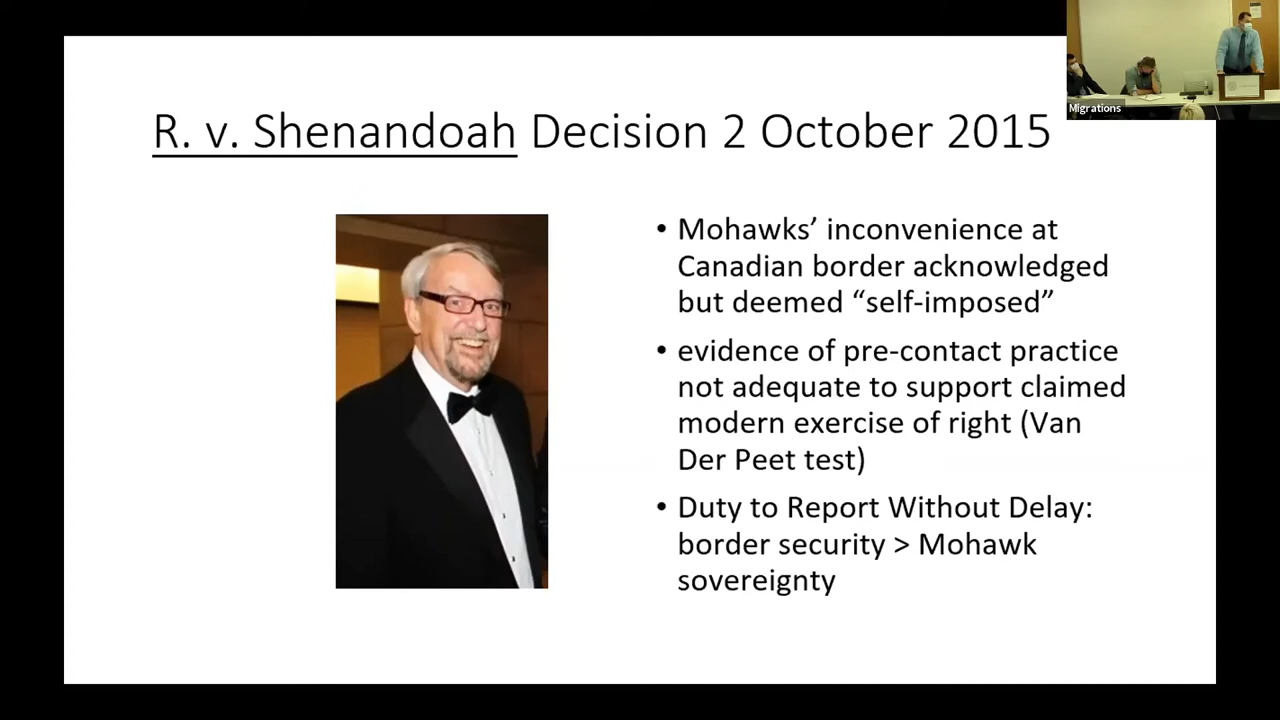 Migrations
R. v. Shenandoah Decision 2 October 2015
• Mohawks’ inconvenience at
Canadian border acknowledged
but deemed “self-imposed”
• evidence of pre-contact practice
not adequate to support claimed
modern exercise of right (Van
Der Peet test)
• Duty to Report Without Delay:
border security > Mohawk
sovereignty